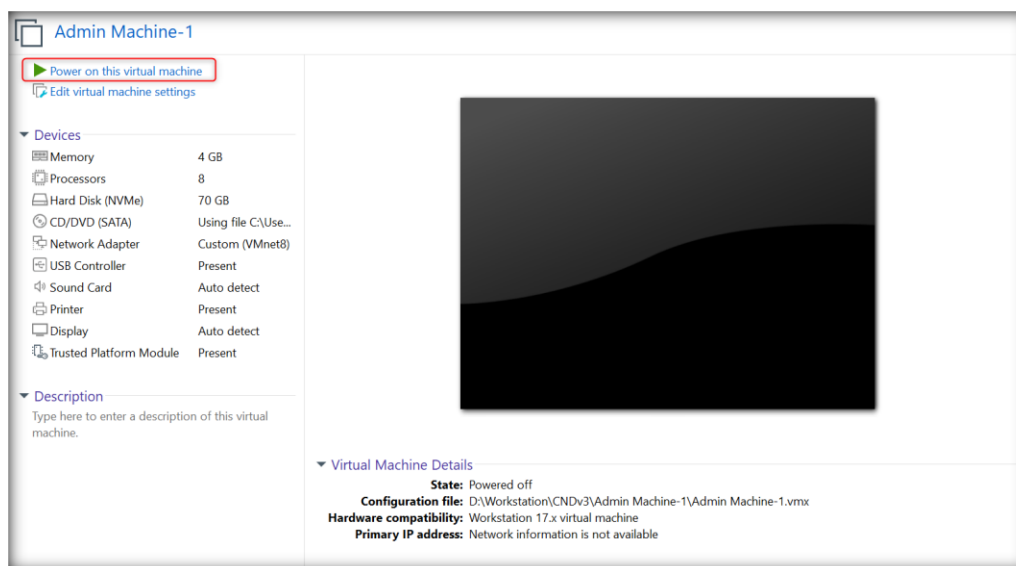 Admin Machine-1
Power on this virtual machine
Edit virtual machine settings
Devices
Memory 4 GB
Processors 8
Hard Disk (NVMe) 70 GB
CD/DVD (SATA) Using file C:\Use...
Network Adapter Custom (VMnet8)
USB Controller Present
Sound Card Auto detect
Printer Present
Display Auto detect
Trusted Platform Module Present
Description
Type here to enter a description of this virtual
machine.
Virtual Machine Details
State: Powered off
Configuration file: D:\Workstation\CNDv3\Admin Machine-1\Admin Machine-1.vmx
Hardware compatibility: Workstation 17.x virtual machine
Primary IP address: Network information is not available